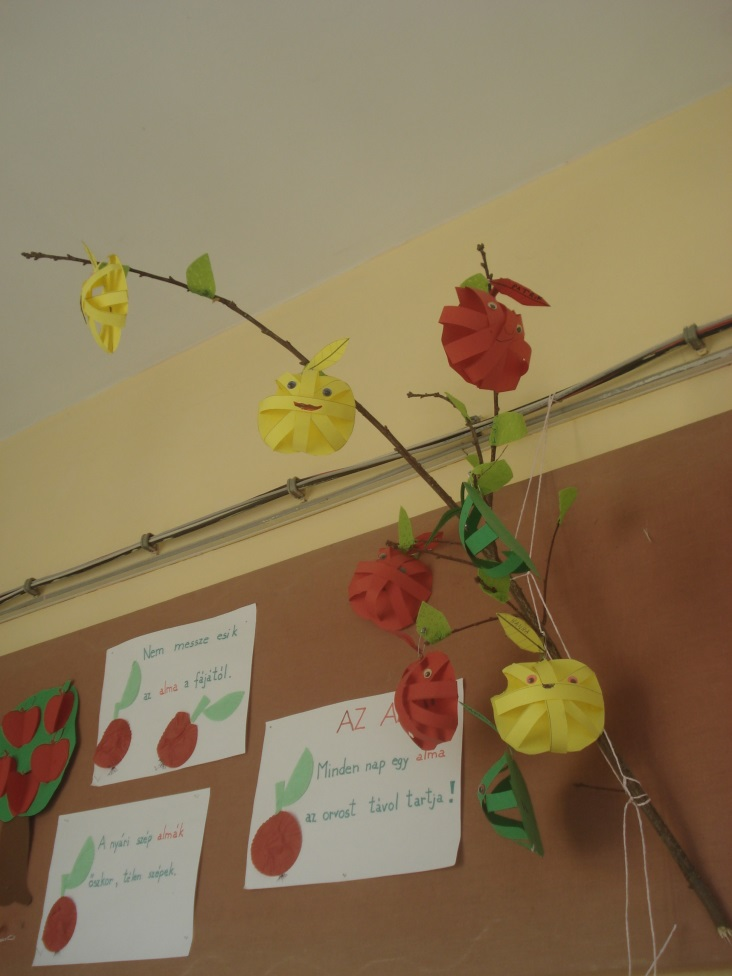 Nem messze esik
az alma a fájától.
AZ A
Minden nap egy alma
az orvost távol tartja!
A nyári szép almák
ősszkor, télen szépek.